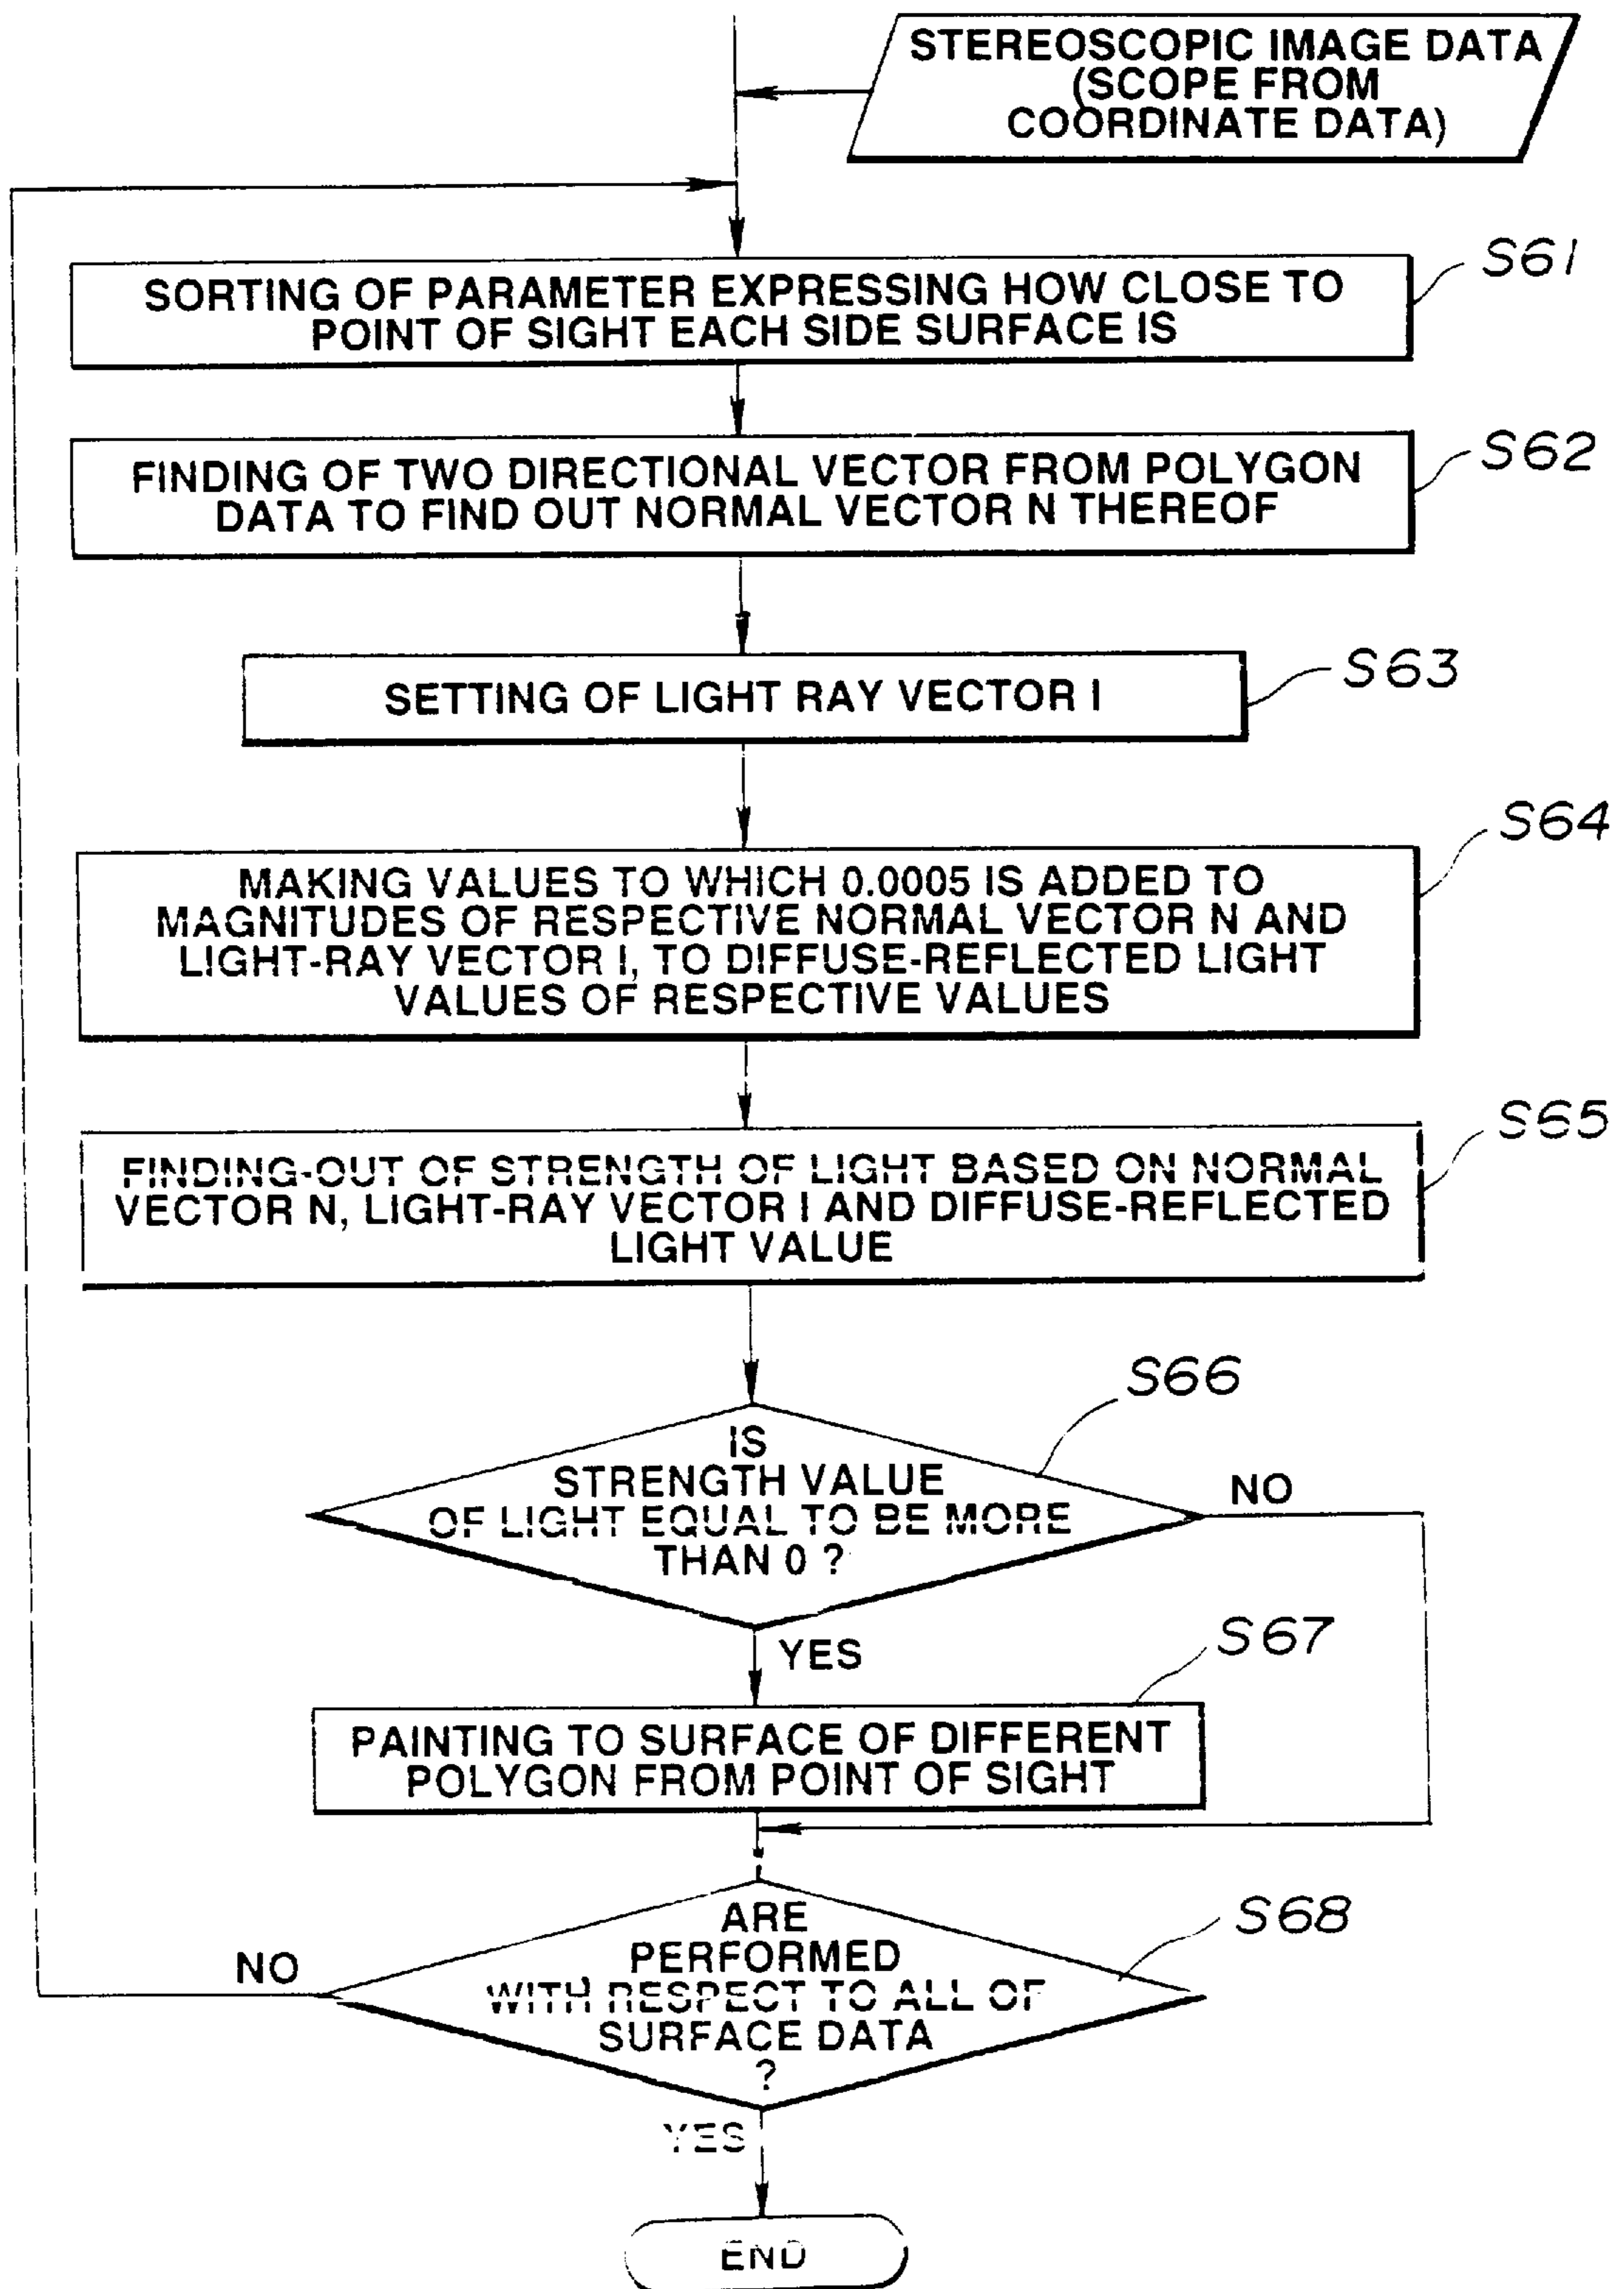 STEREOSCOPIC IMAGE DATA
(SCOPE FROM
COORDINATE DATA)
S61
SORTING OF PARAMETER EXPRESSING HOW CLOSE TO
POINT OF SIGHT EACH SIDE SURFACE IS
S62
FINDING OF TWO DIRECTIONAL VECTOR FROM POLYGON
DATA TO FIND OUT NORMAL VECTOR N THEREOF
S63
SETTING OF LIGHT RAY VECTOR I
S64
MAKING VALUES TO WHICH 0.0005 IS ADDED TO
MAGNITUDES OF RESPECTIVE NORMAL VECTOR N AND
LIGHT-RAY VECTOR I, TO DIFFUSE-REFLECTED LIGHT
VALUES OF RESPECTIVE VALUES
S65
FINDING-OUT OF STRENGTH OF LIGHT BASED ON NORMAL
VECTOR N, LIGHT-RAY VECTOR I AND DIFFUSE-REFLECTED
LIGHT VALUE
S66
IS
STRENGTH VALUE
OF LIGHT EQUAL TO BE MORE
THAN 0 ?
NO
YES
S67
PAINTING TO SURFACE OF DIFFERENT
POLYGON FROM POINT OF SIGHT
S68
ARE
PERFORMED
WITH RESPECT TO ALL OF
SURFACE DATA
?
NO
YES
END